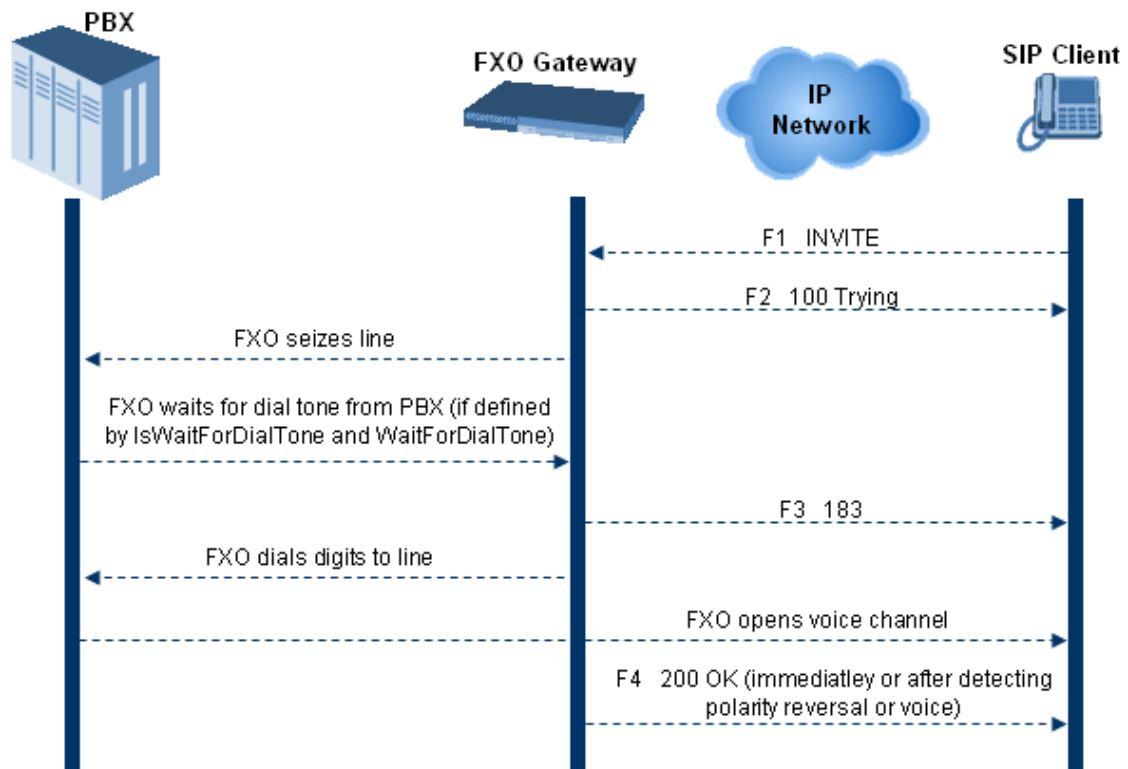 PBX
FXO Gateway
IP
Network
SIP Client
F1 INVITE
F2 100 Trying
FXO seizes line
FXO waits for dial tone from PBX (if defined
by IsWaitForDialTone and WaitForDialTone)
F3 183
FXO dials digits to line
FXO opens voice channel
F4 200 OK (immediatley or after detecting
polarity reversal or voice)